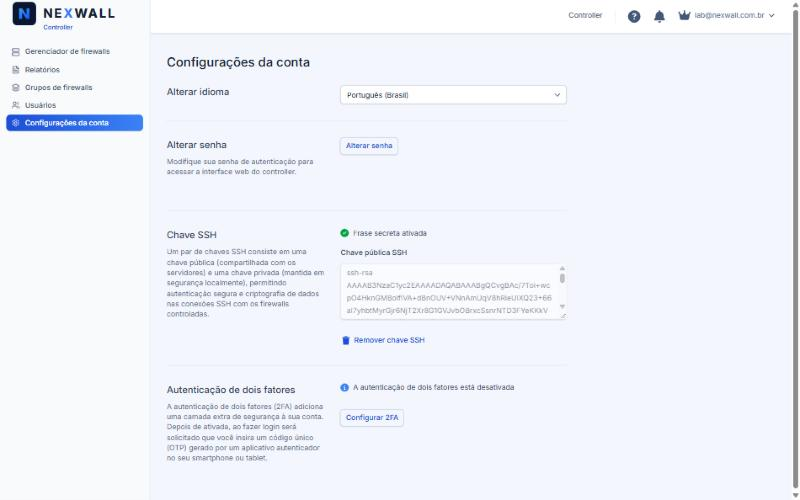 NEXWALL
Controller
Controller
lab@nexwall.com.br
Gerenciador de firewalls
Relatórios
Grupos de firewalls
Usuários
Configurações da conta
Configurações da conta
Alterar idioma
Português (Brasil)
Alterar senha
Modifique sua senha de autenticação para
acessar a interface web do controller.
Alterar senha
Chave SSH
Um par de chaves SSH consiste em uma
chave pública (compartilhada com os
servidores) e uma chave privada (mantida em
segurança localmente), permitindo
autenticação segura e criptografia de dados
nas conexões SSH com os firewalls
controladas.
Frase secreta ativada
Chave pública SSH
ssh-rsa
Remover chave SSH
Autenticação de dois fatores
A autenticação de dois fatores (2FA) adiciona
uma camada extra de segurança à sua conta.
Depois de ativada, ao fazer login será
solicitado que você insira um código único
(OTP) gerado por um aplicativo autenticador
no seu smartphone ou tablet.
A autenticação de dois fatores está desativada
Configurar 2FA